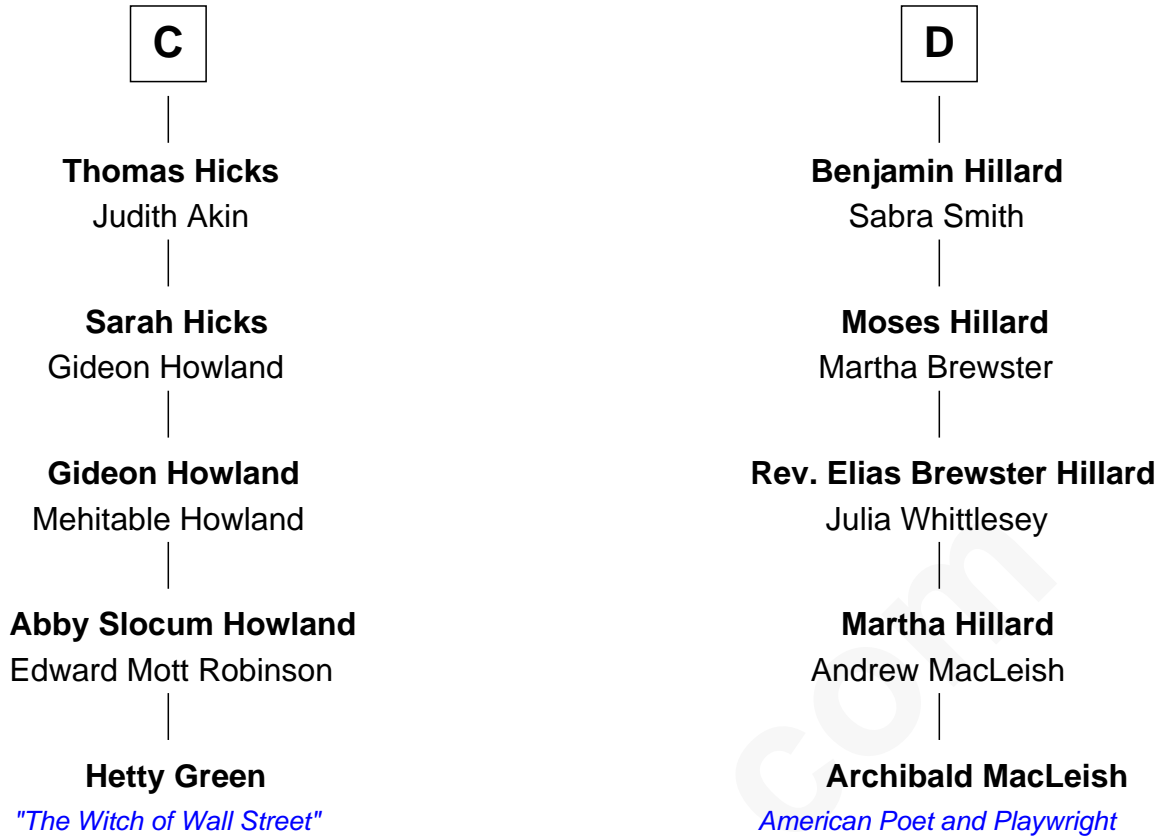 C
Thomas Hicks
Judith Akin
Sarah Hicks
Gideon Howland
Gideon Howland
Mehitable Howland
Abby Slocum Howland
Edward Mott Robinson
Hetty Green
"The Witch of Wall Street"
D
Benjamin Hillard
Sabra Smith
Moses Hillard
Martha Brewster
Rev. Elias Brewster Hillard
Julia Whittlesey
Martha Hillard
Andrew MacLeish
Archibald MacLeish
American Poet and Playwright
com